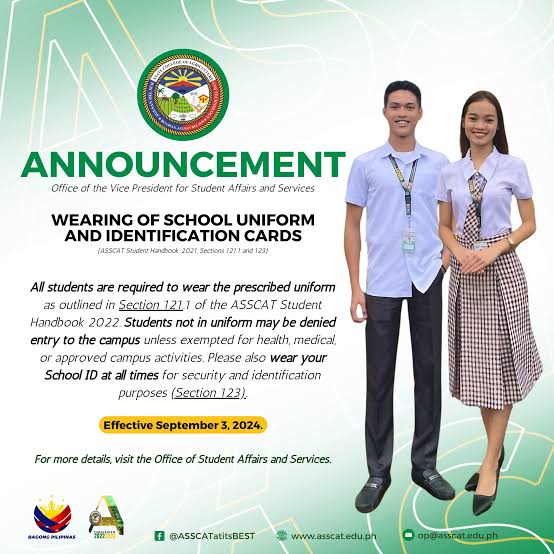 ANNOUNCEMENT
Office of the Vice President for Student Affairs and Services
WEARING OF SCHOOL UNIFORM
AND IDENTIFICATION CARDS
(ASSCAT Student Handbook, 2021, Sections 121.1 and 123)
All students are required to wear the prescribed uniform
as outlined in Section 121.1 of the ASSCAT Student
Handbook 2022. Students not in uniform may be denied
entry to the campus unless exempted for health, medical,
or approved campus activities. Please also wear your
School ID at all times for security and identification
purposes (Section 123).
Effective September 3, 2024.
For more details, visit the Office of Student Affairs and Services.
BAGONG PILIPINAS
@ASSCATatitsBEST
www.asscat.edu.ph
op@asscat.edu.ph